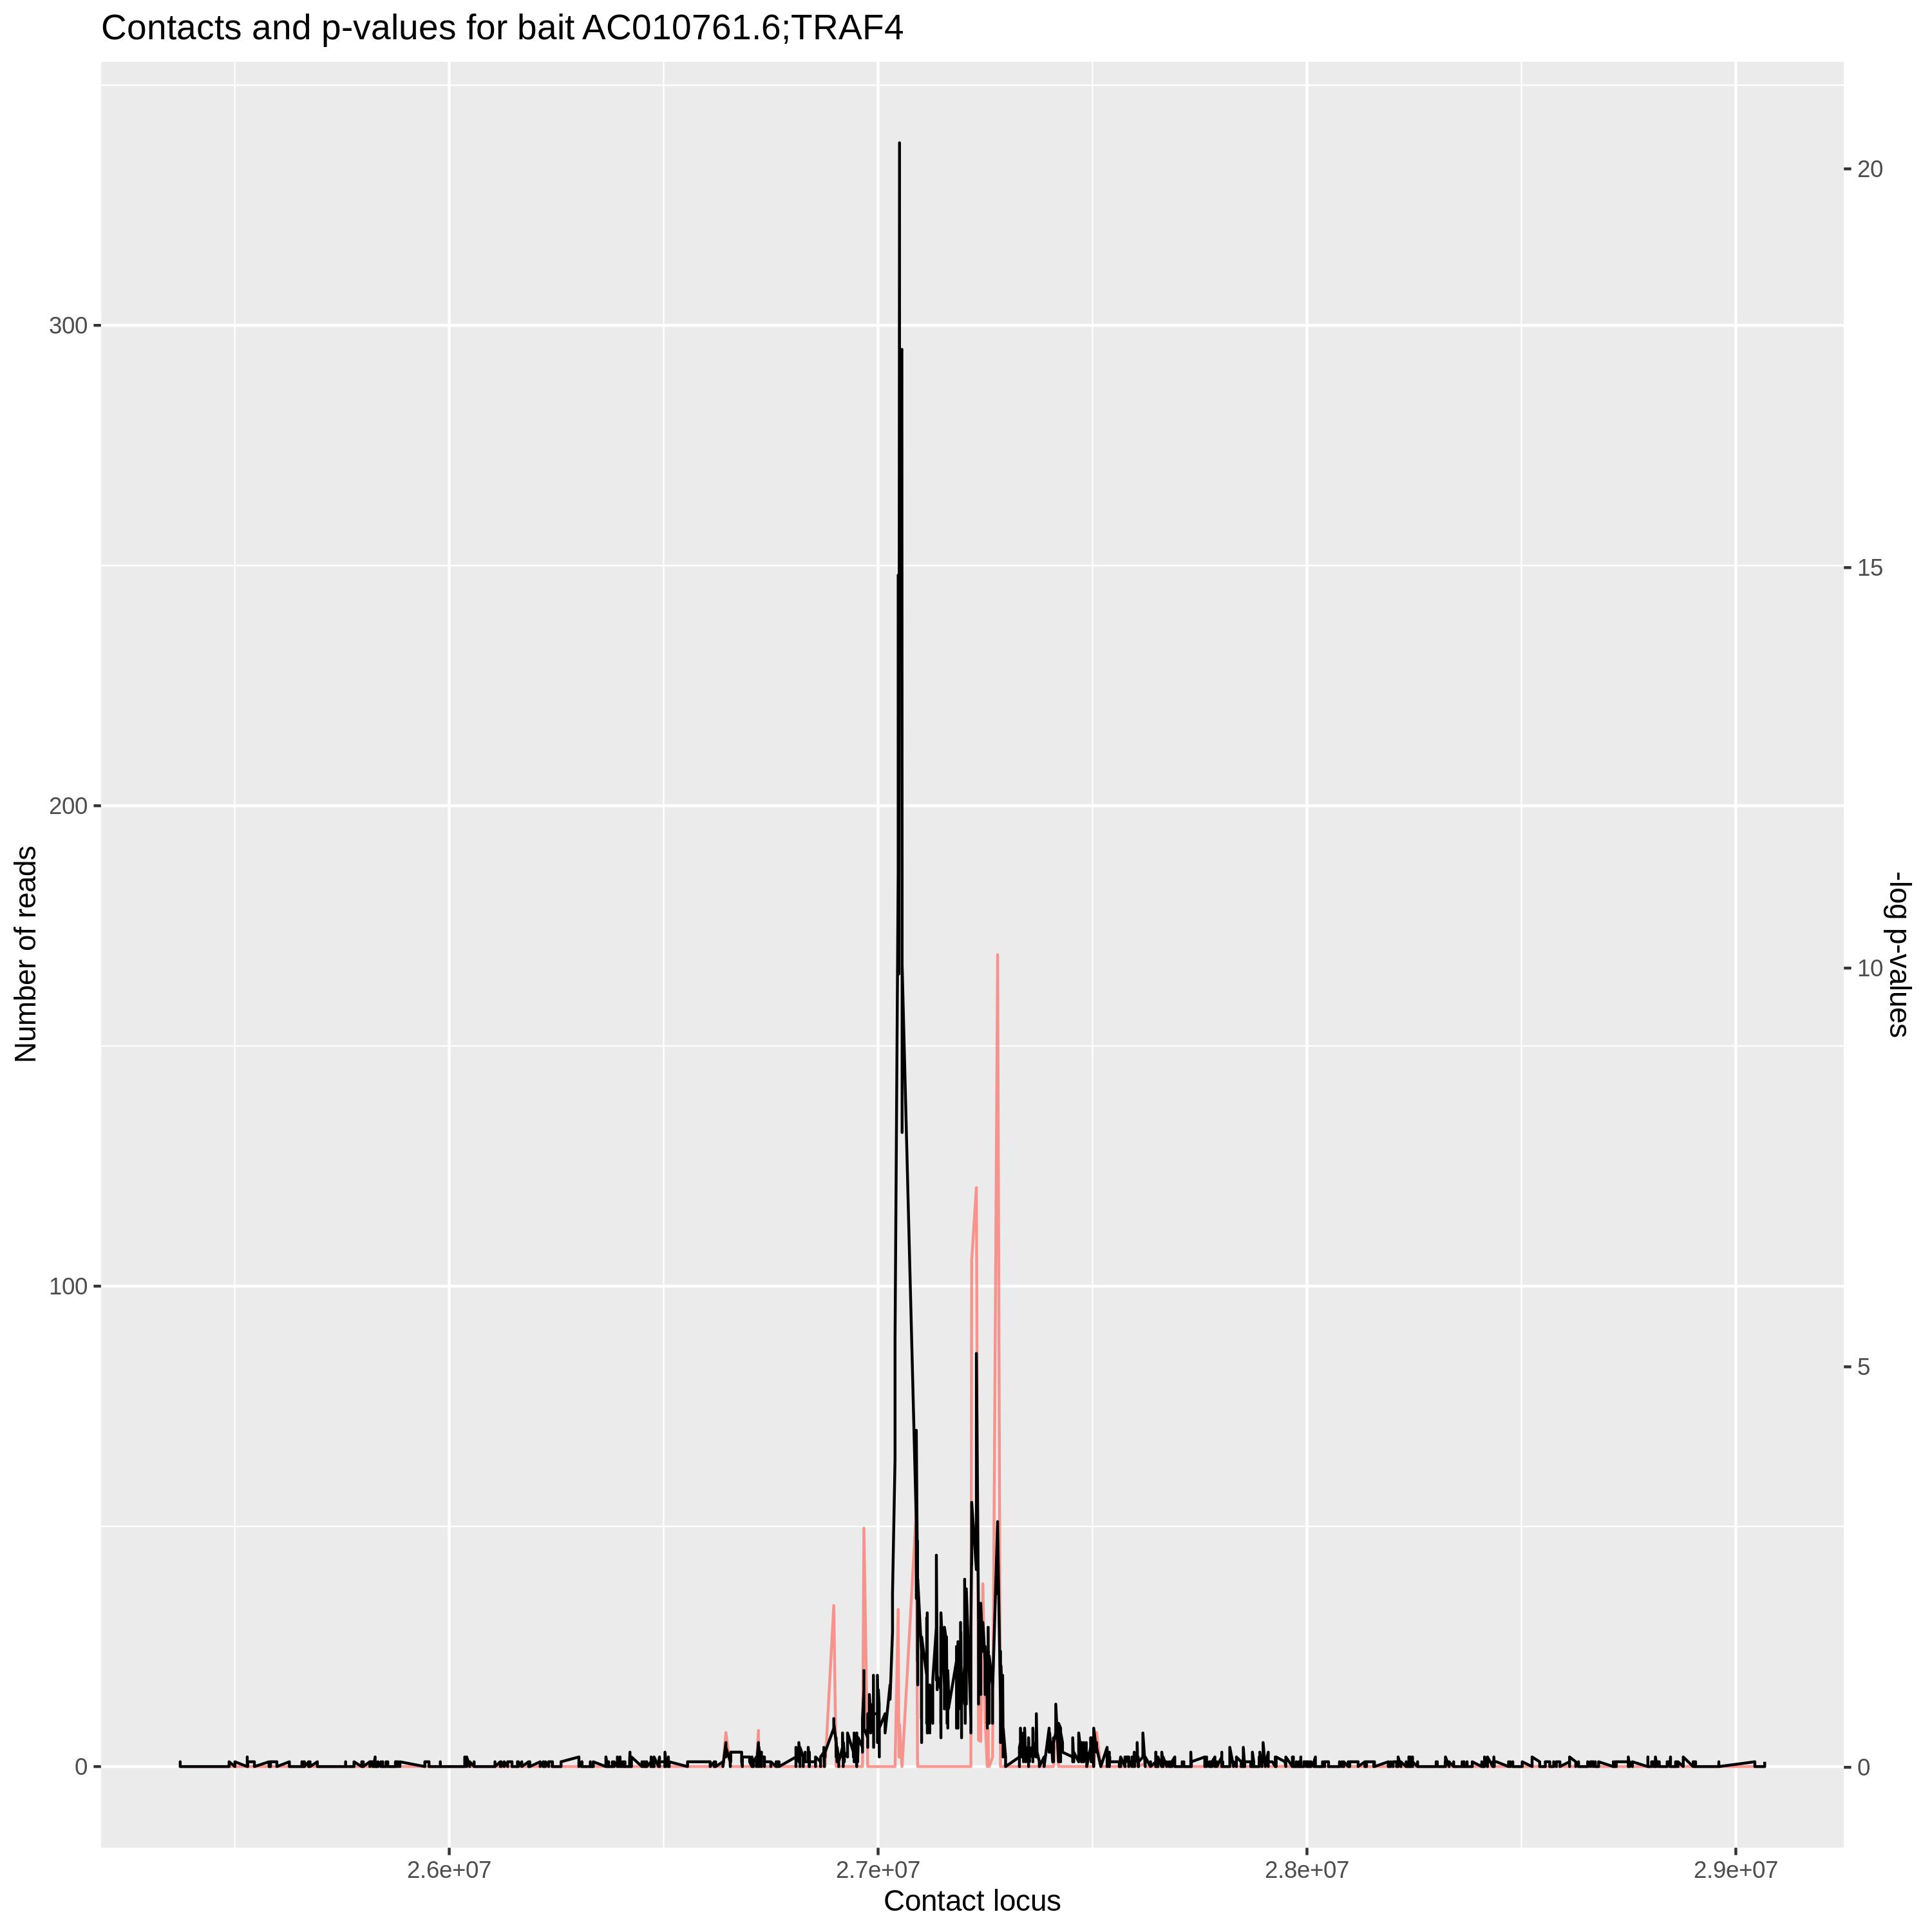 Contacts and p-values for bait AC010761.6;TRAF4
300
200
100
0
Number of reads
20
15
10
5
0
-log p-values
2.6e+07
2.7e+07
2.8e+07
2.9e+07
Contact locus